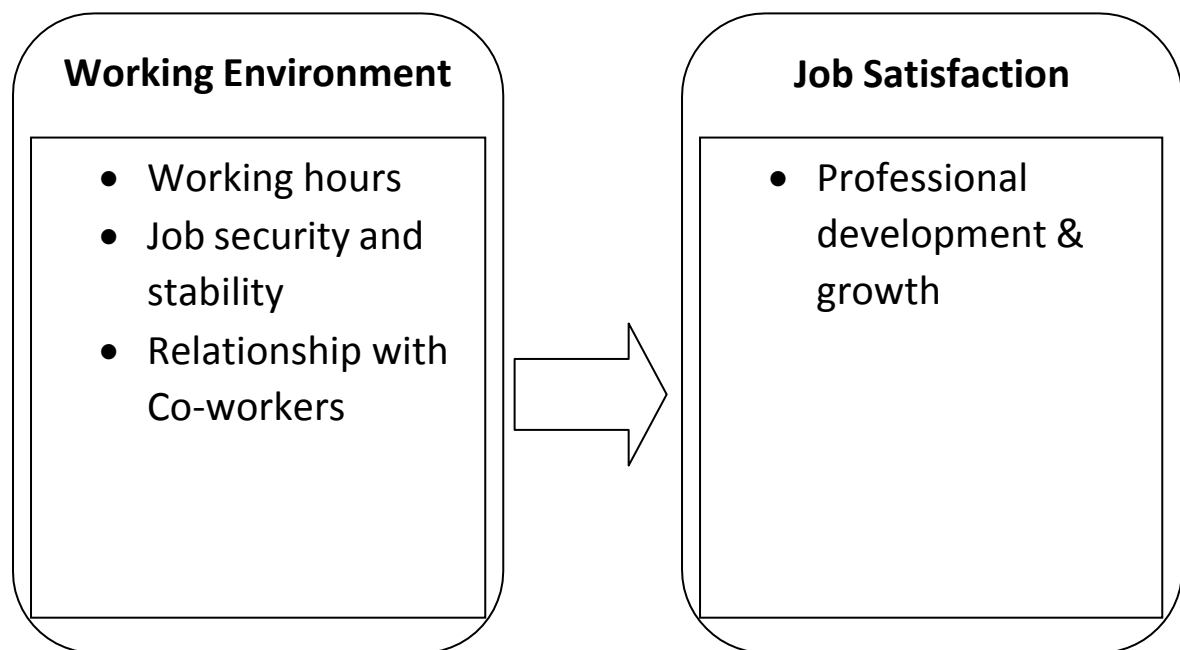 Working Environment
• Working hours
• Job security and
stability
• Relationship with
Co-workers
Job Satisfaction
• Professional
development &
growth